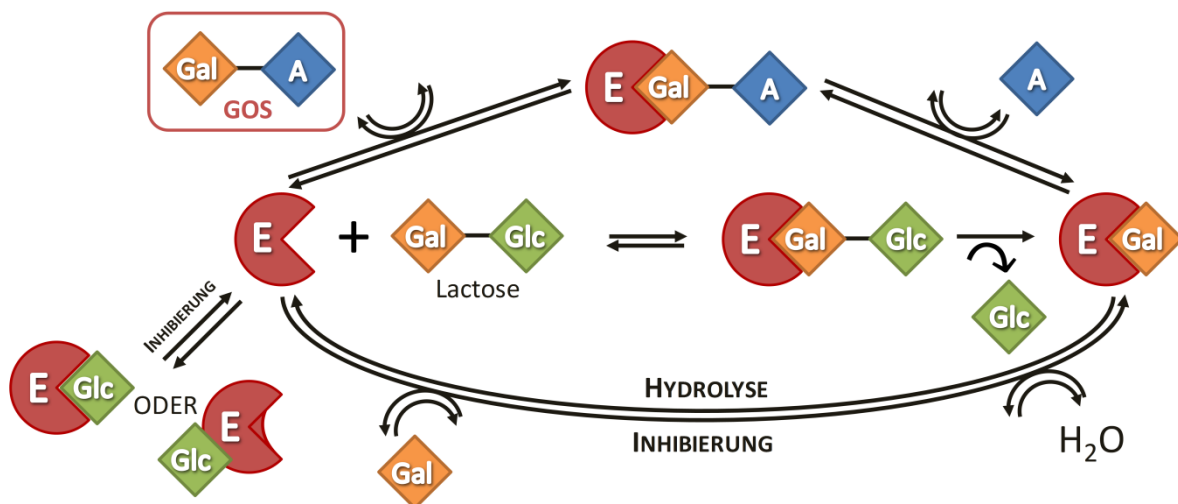 Gal A
GOS
E Gal A
A
E + Gal Glc
Lactose
E Gal Glc
E Gal
Glc
INHIBIERUNG
E Glc
ODER
E
Glc
HYDROLYSE
INHIBIERUNG
Gal
H₂O